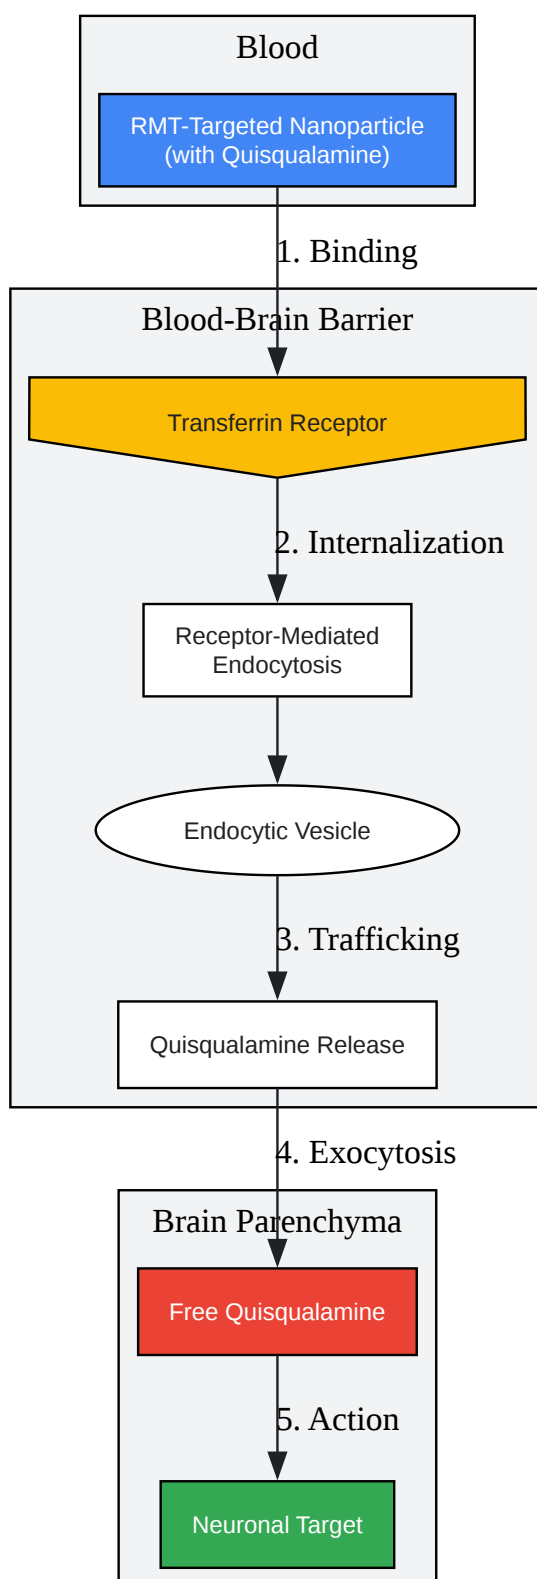 Blood
RMT-Targeted Nanoparticle
(with Quisqualamine)
1. Binding
Blood-Brain Barrier
Transferrin Receptor
2. Internalization
Receptor-Mediated
Endocytosis
Endocytic Vesicle
3. Trafficking
Quisqualamine Release
4. Exocytosis
Brain Parenchyma
Free Quisqualamine
5. Action
Neuronal Target